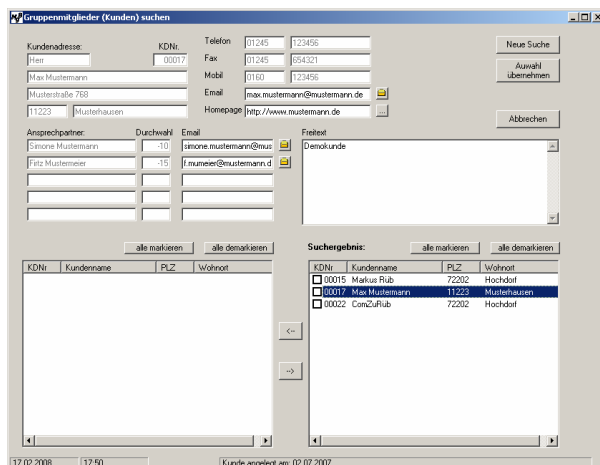 Gruppenmitglieder (Kunden) suchen
Kundenadresse: KDNr.
Herr 00017
Max Mustermann
Musterstraße 768
11223 Musterhausen
Telefon 01245 123456
Fax 01245 654321
Mobil 0160 123456
Email max.mustermann@mustermann.de
Homepage http://www.mustermann.de ...
Neue Suche
Auwahl
übernehmen
Abbrechen
Ansprechpartner: Durchwahl Email
Simone Mustermann -10 simone.mustermann@mus
Firtz Mustermeier -15 f.mumeier@mustermann.d
Freitext
Demokunde
alle markieren alle demarkieren
KDNr Kundenname PLZ Wohnort
Suchergebnis: alle markieren alle demarkieren
KDNr Kundenname PLZ Wohnort
00015 Markus Rüb 72202 Hochdorf
00017 Max Mustermann 11223 Musterhausen
00022 ComZuRüb 72202 Hochdorf
<--
-->
17.02.2008 17:50 Kunde angelegt am: 02.07.2007